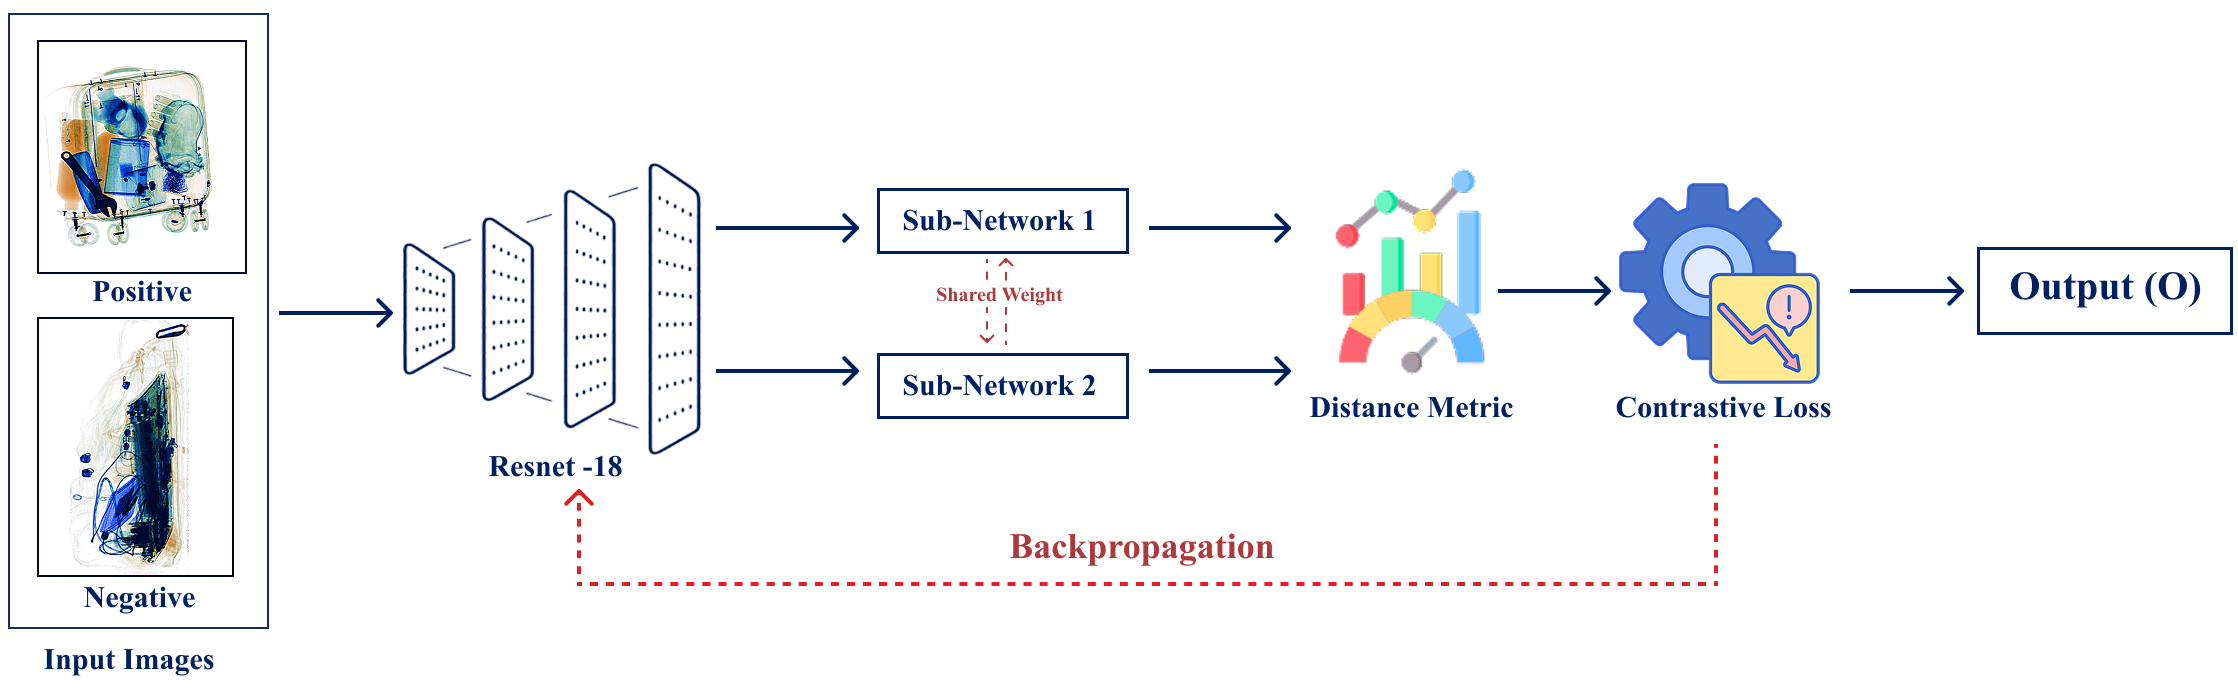 Positive
Negative
Input Images
Resnet -18
Sub-Network 1
Shared Weight
Sub-Network 2
Distance Metric
Contrastive Loss
Output (O)
Backpropagation